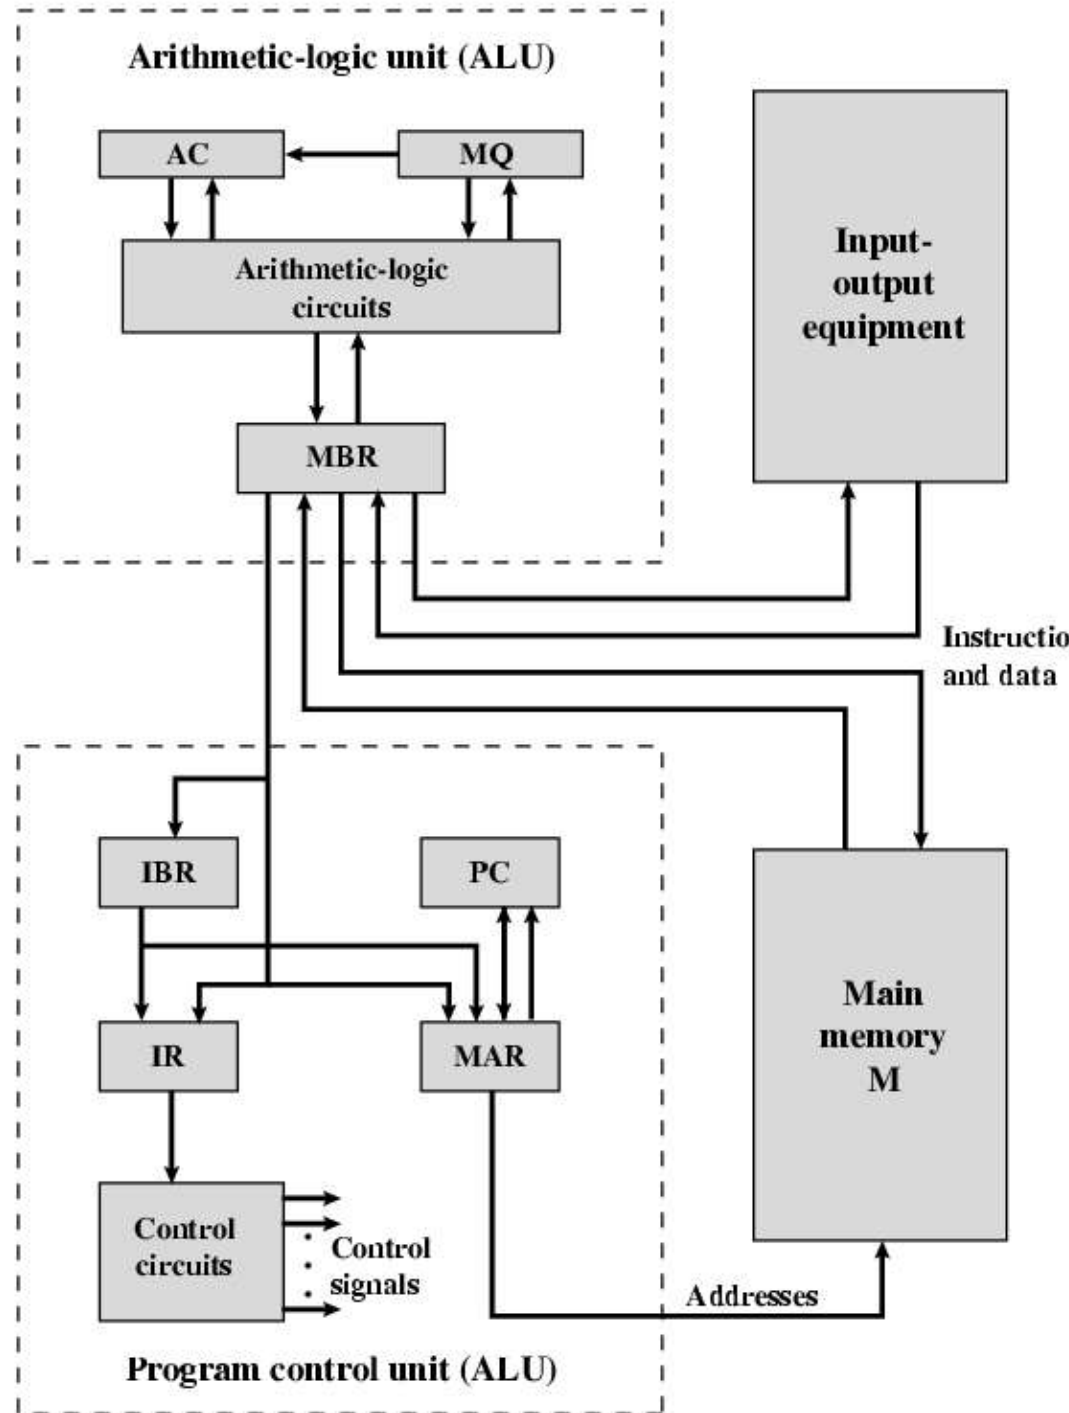 Arithmetic-logic unit (ALU)
AC
MQ
Arithmetic-logic
circuits
Input-
output
equipment
MBR
Instructio
and data
IBR
PC
IR
MAR
Main
memory
M
Control
circuits
Control
signals
Addresses
Program control unit (ALU)